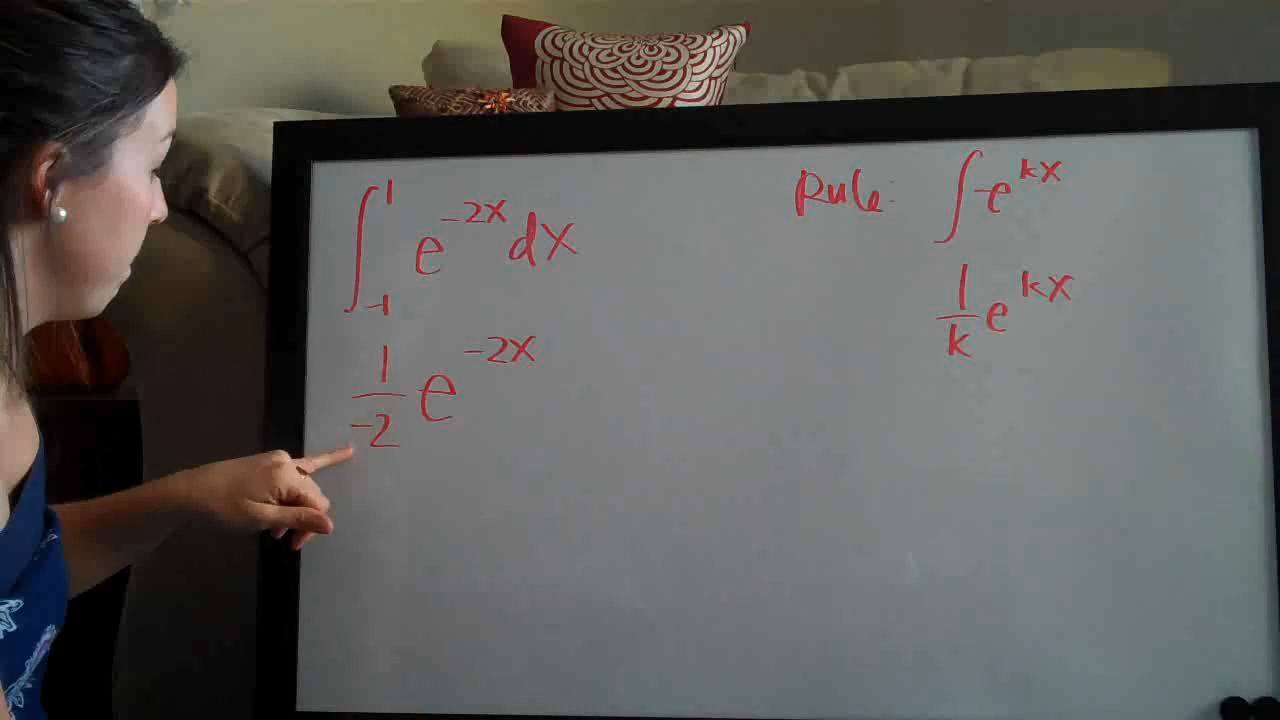 ∫₋₁¹ e⁻²ˣ dx
1/-2 e⁻²ˣ
Rule: ∫ e^kx
1/k e^kx